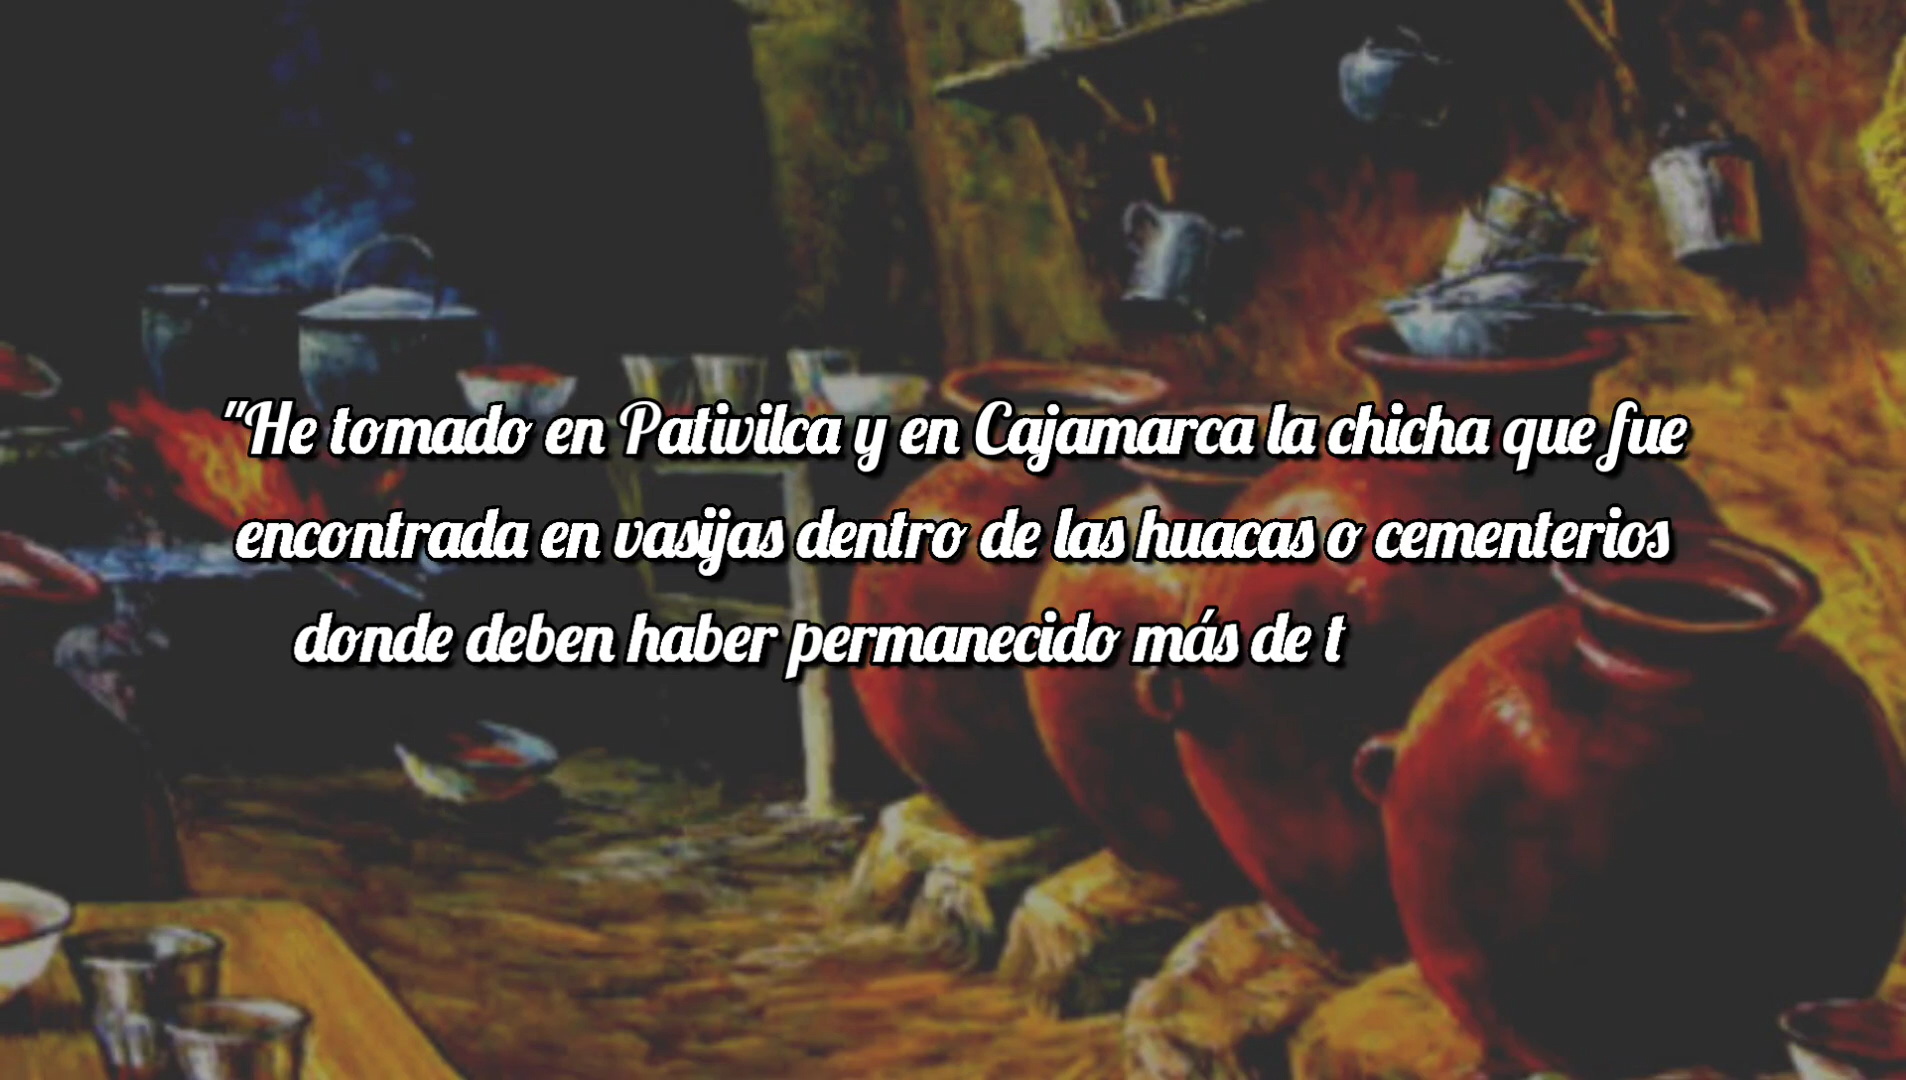 "He tomado en Pativilca y en Cajamarca la chicha que fue
encontrada en vasijas dentro de las huacas o cementerios
donde deben haber permanecido más de t